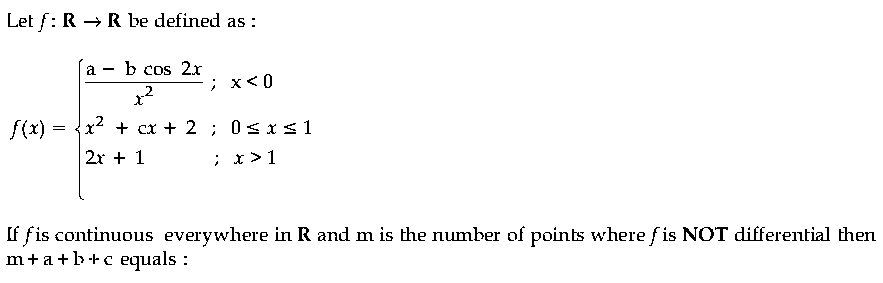 Let f : R → R be defined as :
f(x) = { (a − b cos 2x) / x² ; x < 0
x² + cx + 2 ; 0 ≤ x ≤ 1
2x + 1 ; x > 1
If f is continuous everywhere in R and m is the number of points where f is NOT differential then
m + a + b + c equals :